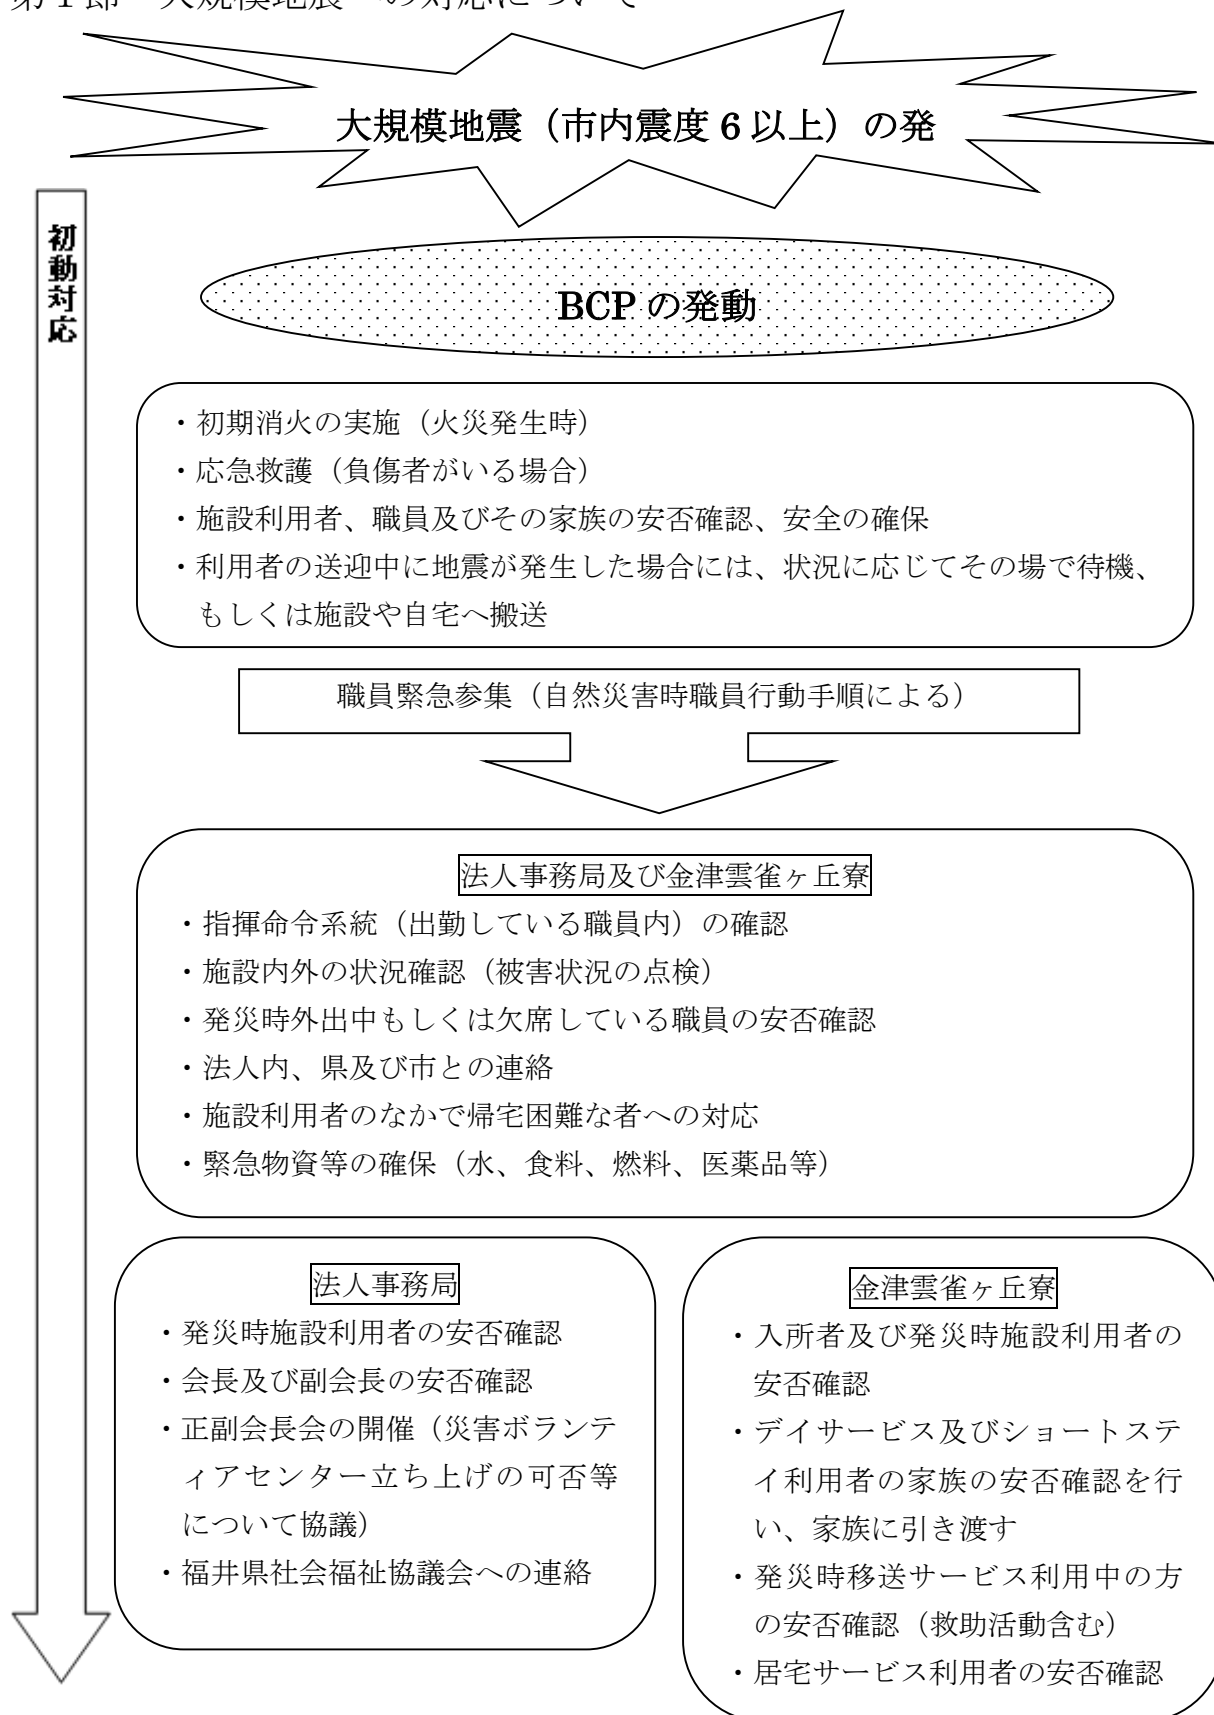 第1節 大規模地震への対応について
大規模地震（市内震度６以上）の発
初動対応
BCP の発動
・初期消火の実施（火災発生時）
・応急救護（負傷者がいる場合）
・施設利用者、職員及びその家族の安否確認、安全の確保
・利用者の送迎中に地震が発生した場合には、状況に応じてその場で待機、
もしくは施設や自宅へ搬送
職員緊急参集（自然災害時職員行動手順による）
法人事務局及び金津雲雀ヶ丘寮
・指揮命令系統（出勤している職員内）の確認
・施設内外の状況確認（被害状況の点検）
・発災時外出中もしくは欠席している職員の安否確認
・法人内、県及び市との連絡
・施設利用者のなかで帰宅困難な者への対応
・緊急物資等の確保（水、食料、燃料、医薬品等）
法人事務局
・発災時施設利用者の安否確認
・会長及び副会長の安否確認
・正副会長会の開催（災害ボランテ
ィアセンター立ち上げの可否等
について協議）
・福井県社会福祉協議会への連絡
金津雲雀ヶ丘寮
・入所者及び発災時施設利用者の
安否確認
・デイサービス及びショートステ
イ利用者の家族の安否確認を行
い、家族に引き渡す
・発災時移送サービス利用中の方
の安否確認（救助活動含む）
・居宅サービス利用者の安否確認